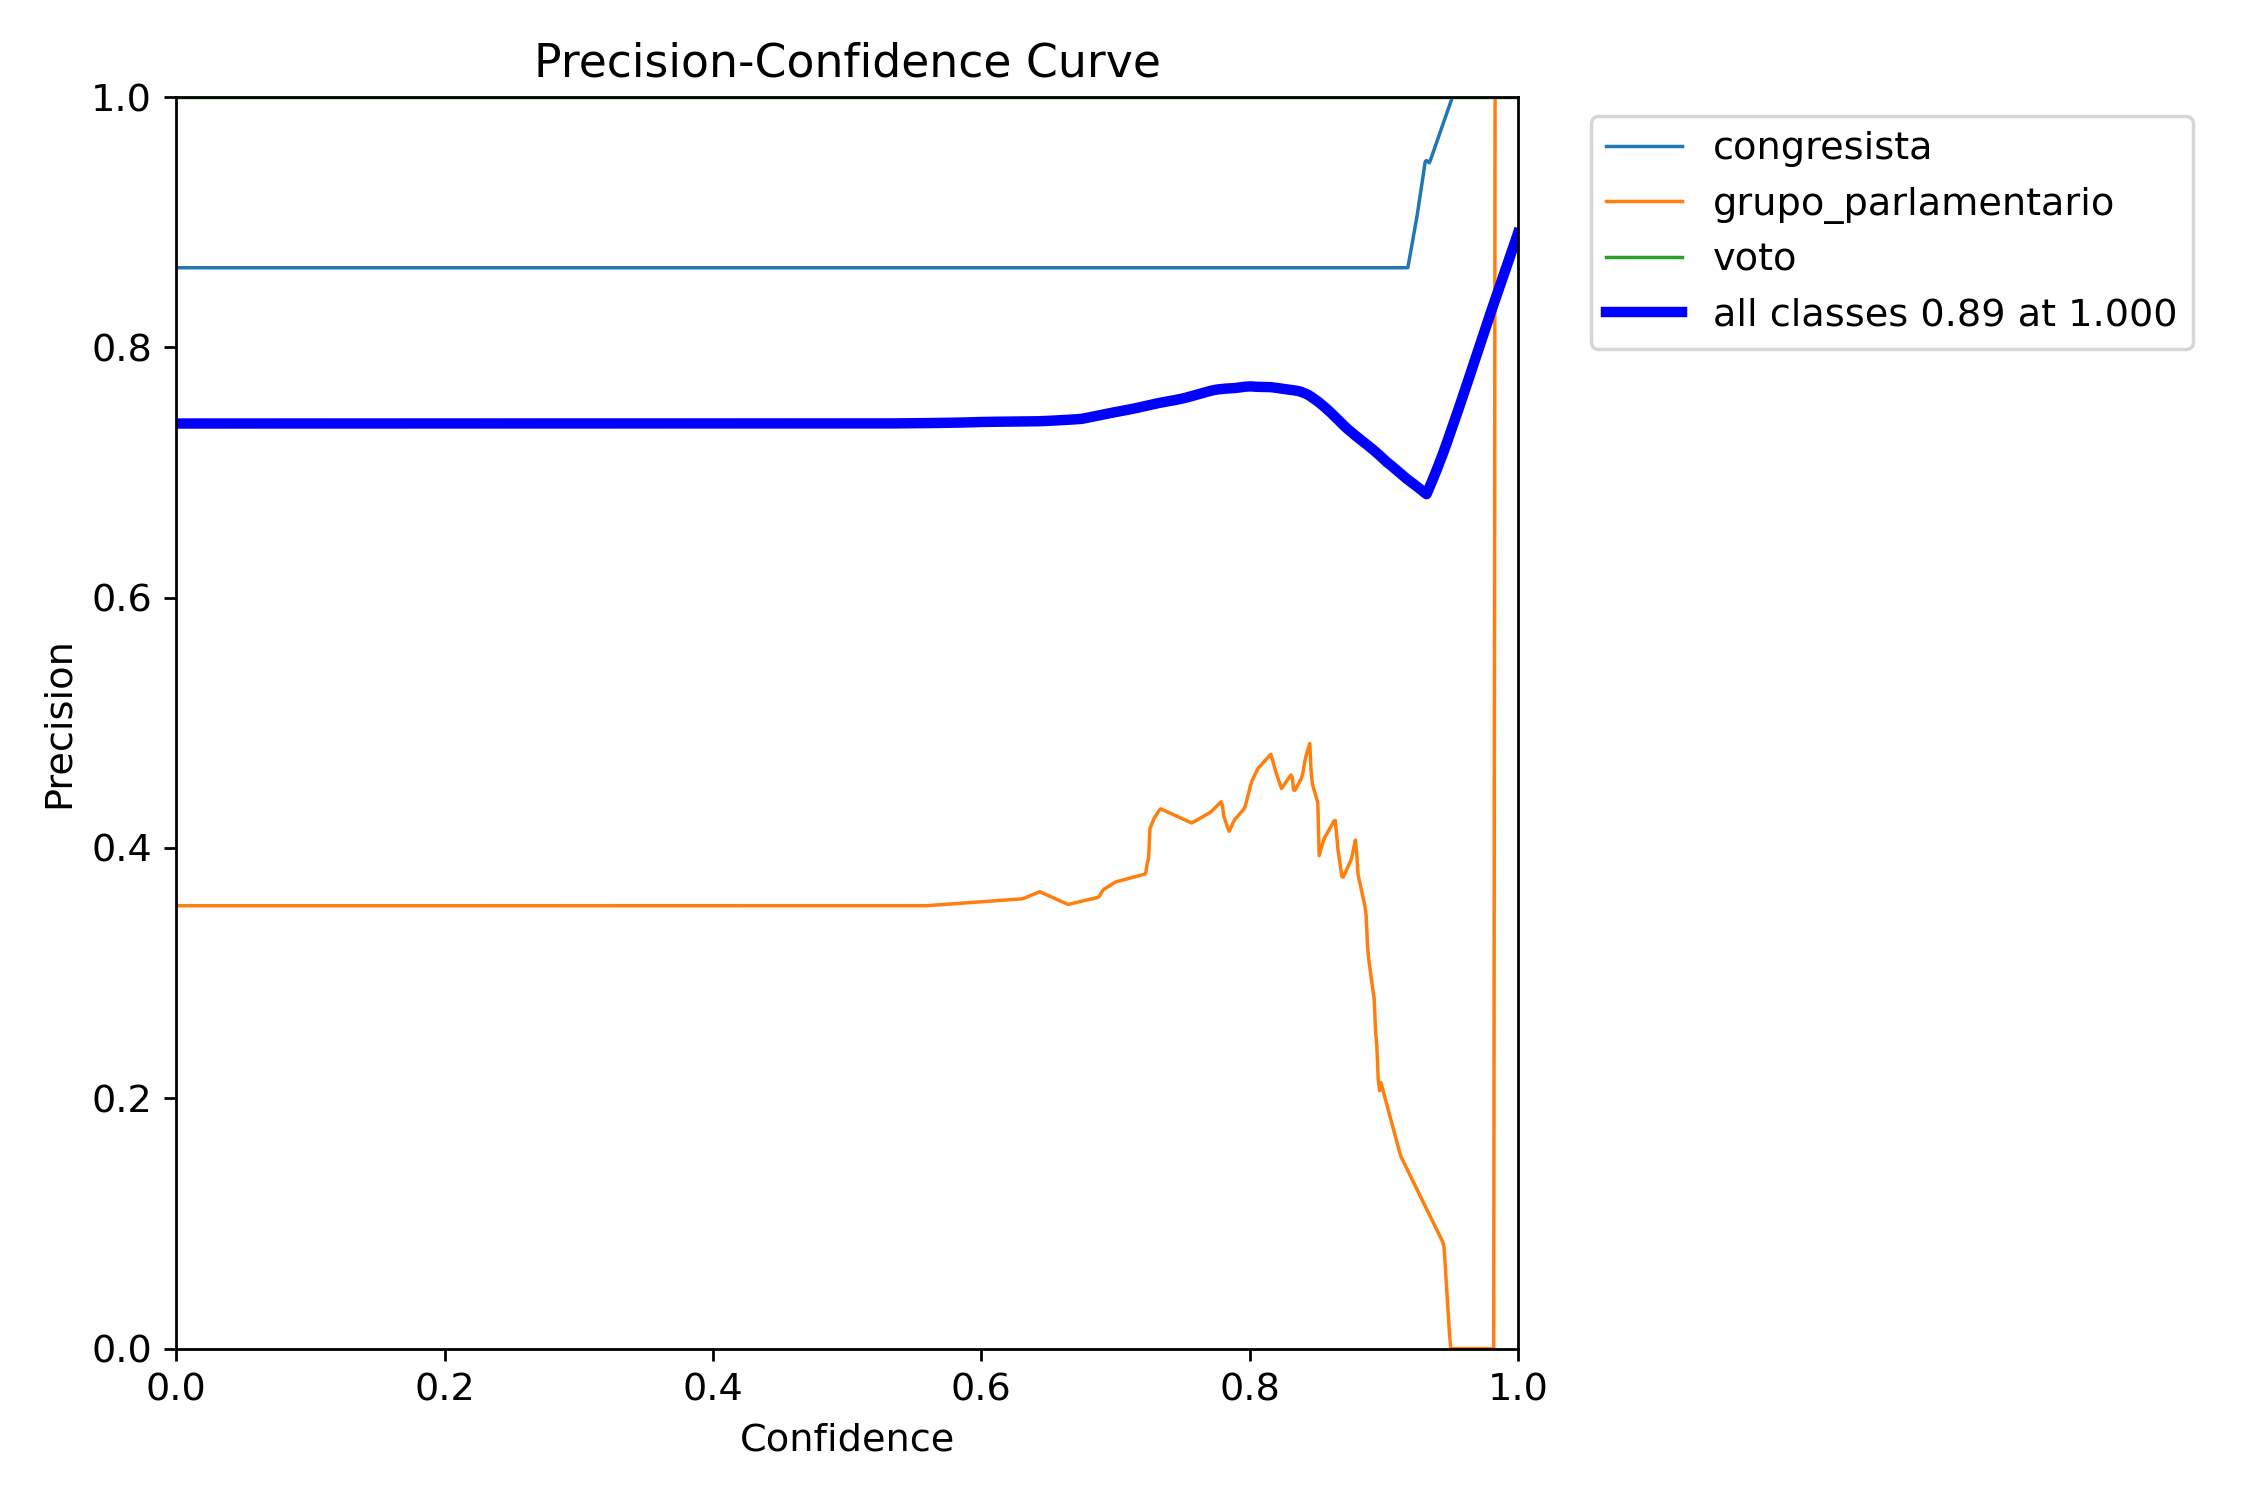 Precision-Confidence Curve
1.0
0.8
0.6
0.4
0.2
0.0
Precision
0.0 0.2 0.4 0.6 0.8 1.0
Confidence
congresista
grupo_parlamentario
voto
all classes 0.89 at 1.000